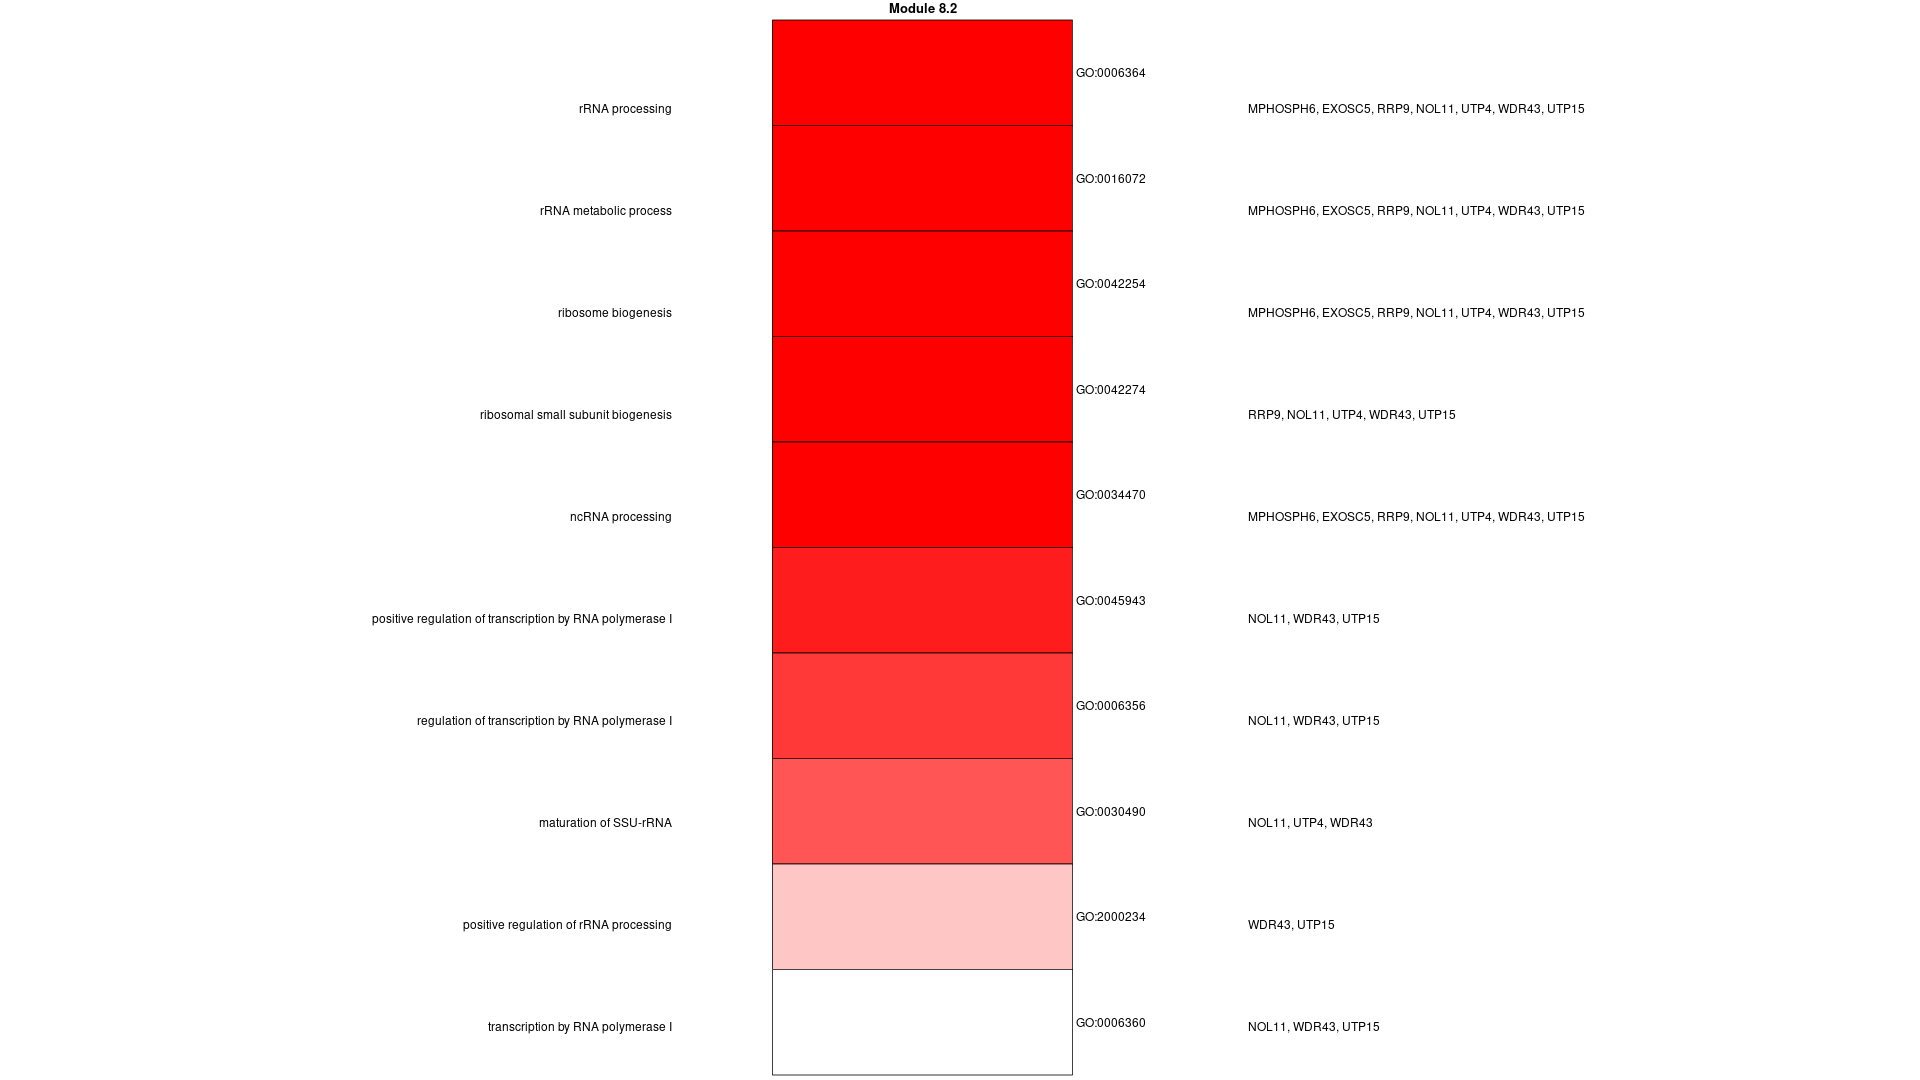 Module 8.2
GO:0006364
rRNA processing MPHOSPH6, EXOSC5, RRP9, NOL11, UTP4, WDR43, UTP15
GO:0016072
rRNA metabolic process MPHOSPH6, EXOSC5, RRP9, NOL11, UTP4, WDR43, UTP15
GO:0042254
ribosome biogenesis MPHOSPH6, EXOSC5, RRP9, NOL11, UTP4, WDR43, UTP15
GO:0042274
ribosomal small subunit biogenesis RRP9, NOL11, UTP4, WDR43, UTP15
GO:0034470
ncRNA processing MPHOSPH6, EXOSC5, RRP9, NOL11, UTP4, WDR43, UTP15
GO:0045943
positive regulation of transcription by RNA polymerase I NOL11, WDR43, UTP15
GO:0006356
regulation of transcription by RNA polymerase I NOL11, WDR43, UTP15
GO:0030490
maturation of SSU-rRNA NOL11, UTP4, WDR43
GO:2000234
positive regulation of rRNA processing WDR43, UTP15
GO:0006360
transcription by RNA polymerase I NOL11, WDR43, UTP15